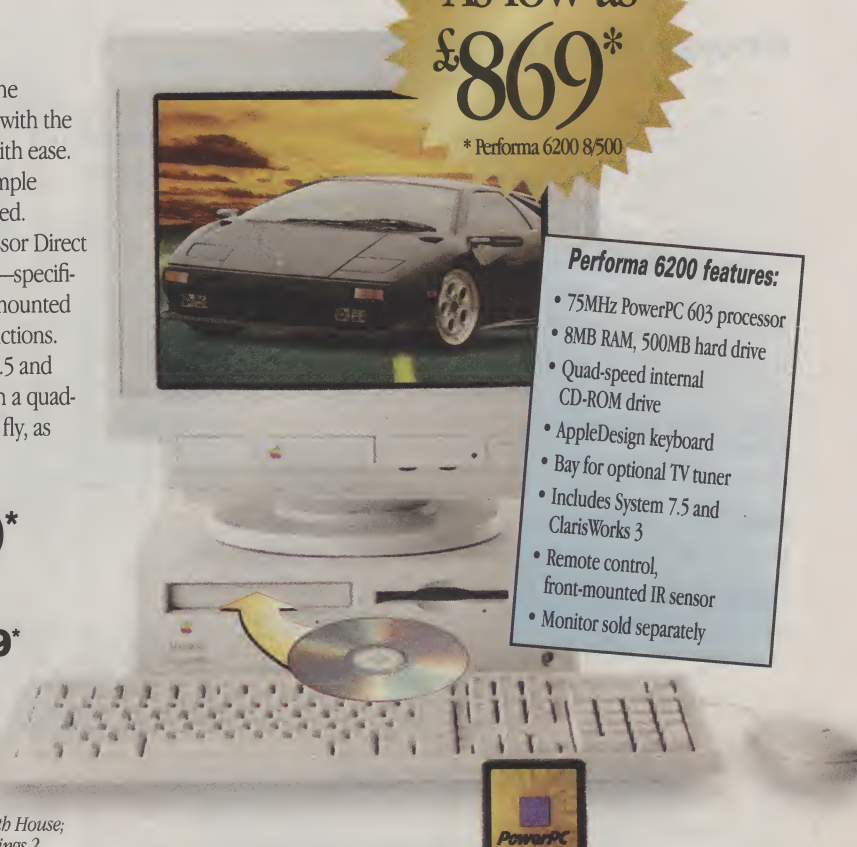 As low as
£869*
* Performa 6200 8/500
with the
ith ease.
ed.
sor Direct
—specifi-
mounted
ctions.
.5 and
a quad-
fly, as
)*
9*
Performa 6200 features:
• 75MHz PowerPC 603 processor
• 8MB RAM, 500MB hard drive
• Quad-speed internal
CD-ROM drive
• AppleDesign keyboard
• Bay for optional TV tuner
• Includes System 7.5 and
ClarisWorks 3
• Remote control,
front-mounted IR sensor
• Monitor sold separately
PowerPC
th House;